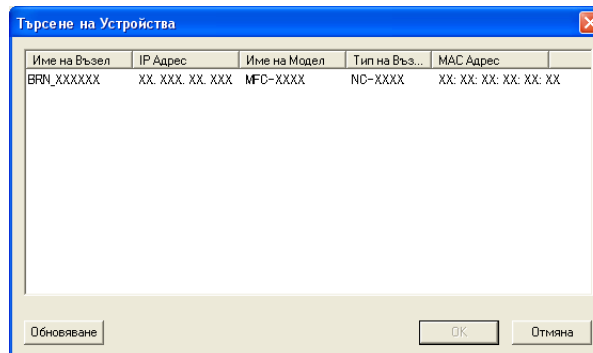 Търсене на Устройства
Име на Възел IP Адрес Име на Модел Тип на Въз... MAC Адрес
BRN_XXXXXX XX. XXX. XX. XXX MFC-XXXX NC-XXXX XX: XX: XX: XX: XX: XX
Обновяване OK Отмяна